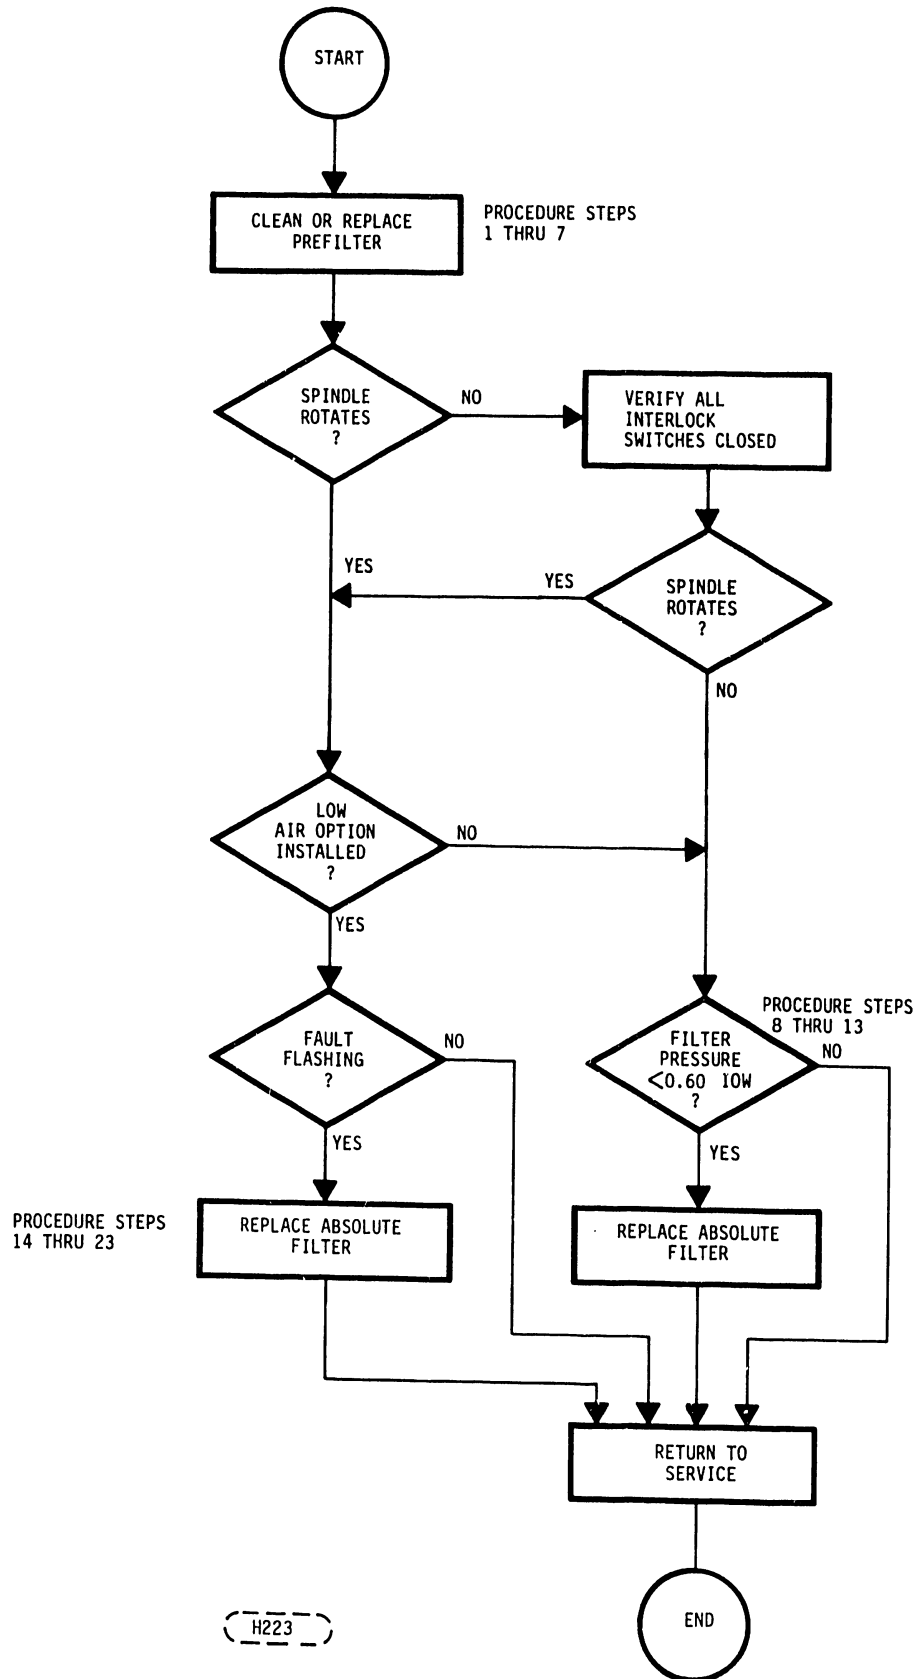 START
CLEAN OR REPLACE
PREFILTER
PROCEDURE STEPS
1 THRU 7
SPINDLE
ROTATES
?
NO
VERIFY ALL
INTERLOCK
SWITCHES CLOSED
YES
YES
SPINDLE
ROTATES
?
NO
LOW
AIR OPTION
INSTALLED
?
NO
YES
FAULT
FLASHING
?
NO
PROCEDURE STEPS
8 THRU 13
FILTER
PRESSURE
<0.60 IOW
?
NO
YES
YES
PROCEDURE STEPS
14 THRU 23
REPLACE ABSOLUTE
FILTER
REPLACE ABSOLUTE
FILTER
RETURN TO
SERVICE
END
H223